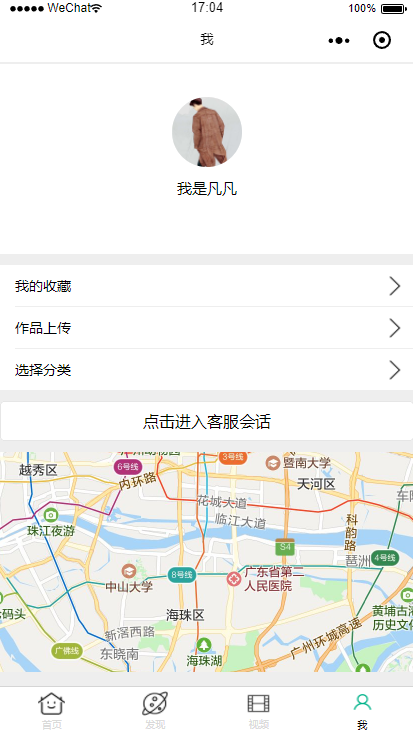 WeChat 17:04 100%
我
我是凡凡
我的收藏
作品上传
选择分类
点击进入客服会话
越秀区
6号线
3号线
暨南大学
内环路
天河区
花城大道
珠江夜游
临江大道
科韵路
S4
琶洲
4号线
8号线
中山大学
广东省第二
人民医院
海珠区
黄埔古港
历史文化
码头
新滘西路
广州环城高速
广佛线
东晓南
海珠湖
首页 发现 视频 我